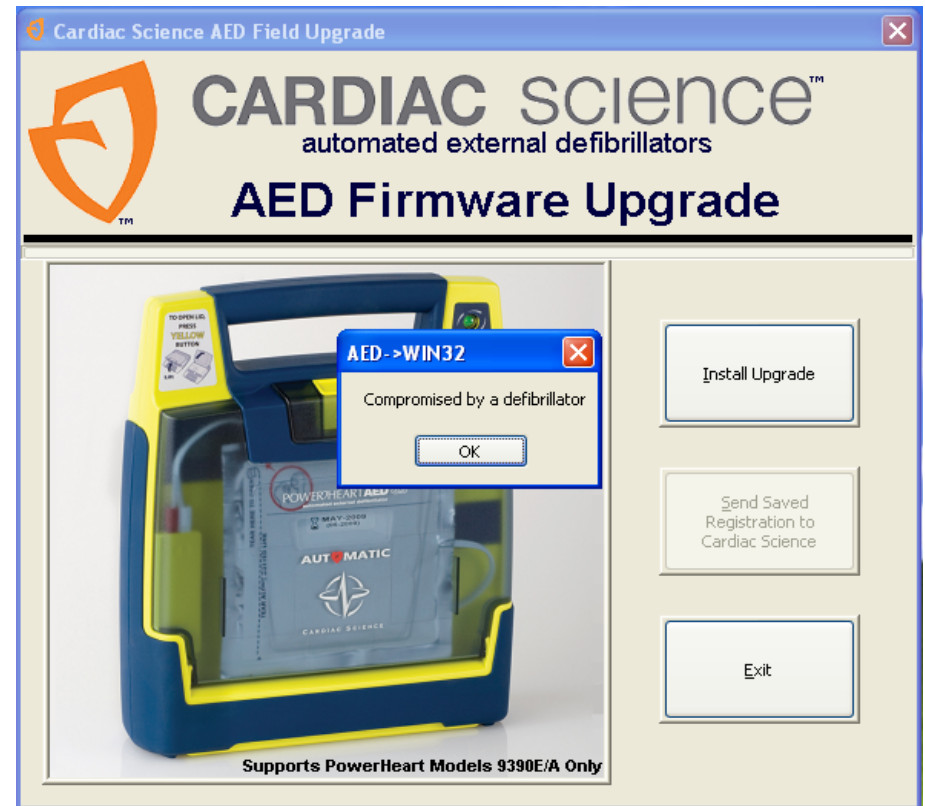 Cardiac Science AED Field Upgrade
CARDIAC SCIENCE™
automated external defibrillators
AED Firmware Upgrade
TM
TO OPEN LID,
PRESS
YELLOW
BUTTON
AED->WIN32
Compromised by a defibrillator
OK
POWERHEART AED
MAY-2008
AUTOMATIC
CARDIAC SCIENCE
Supports PowerHeart Models 9390E/A Only
Install Upgrade
Send Saved
Registration to
Cardiac Science
Exit